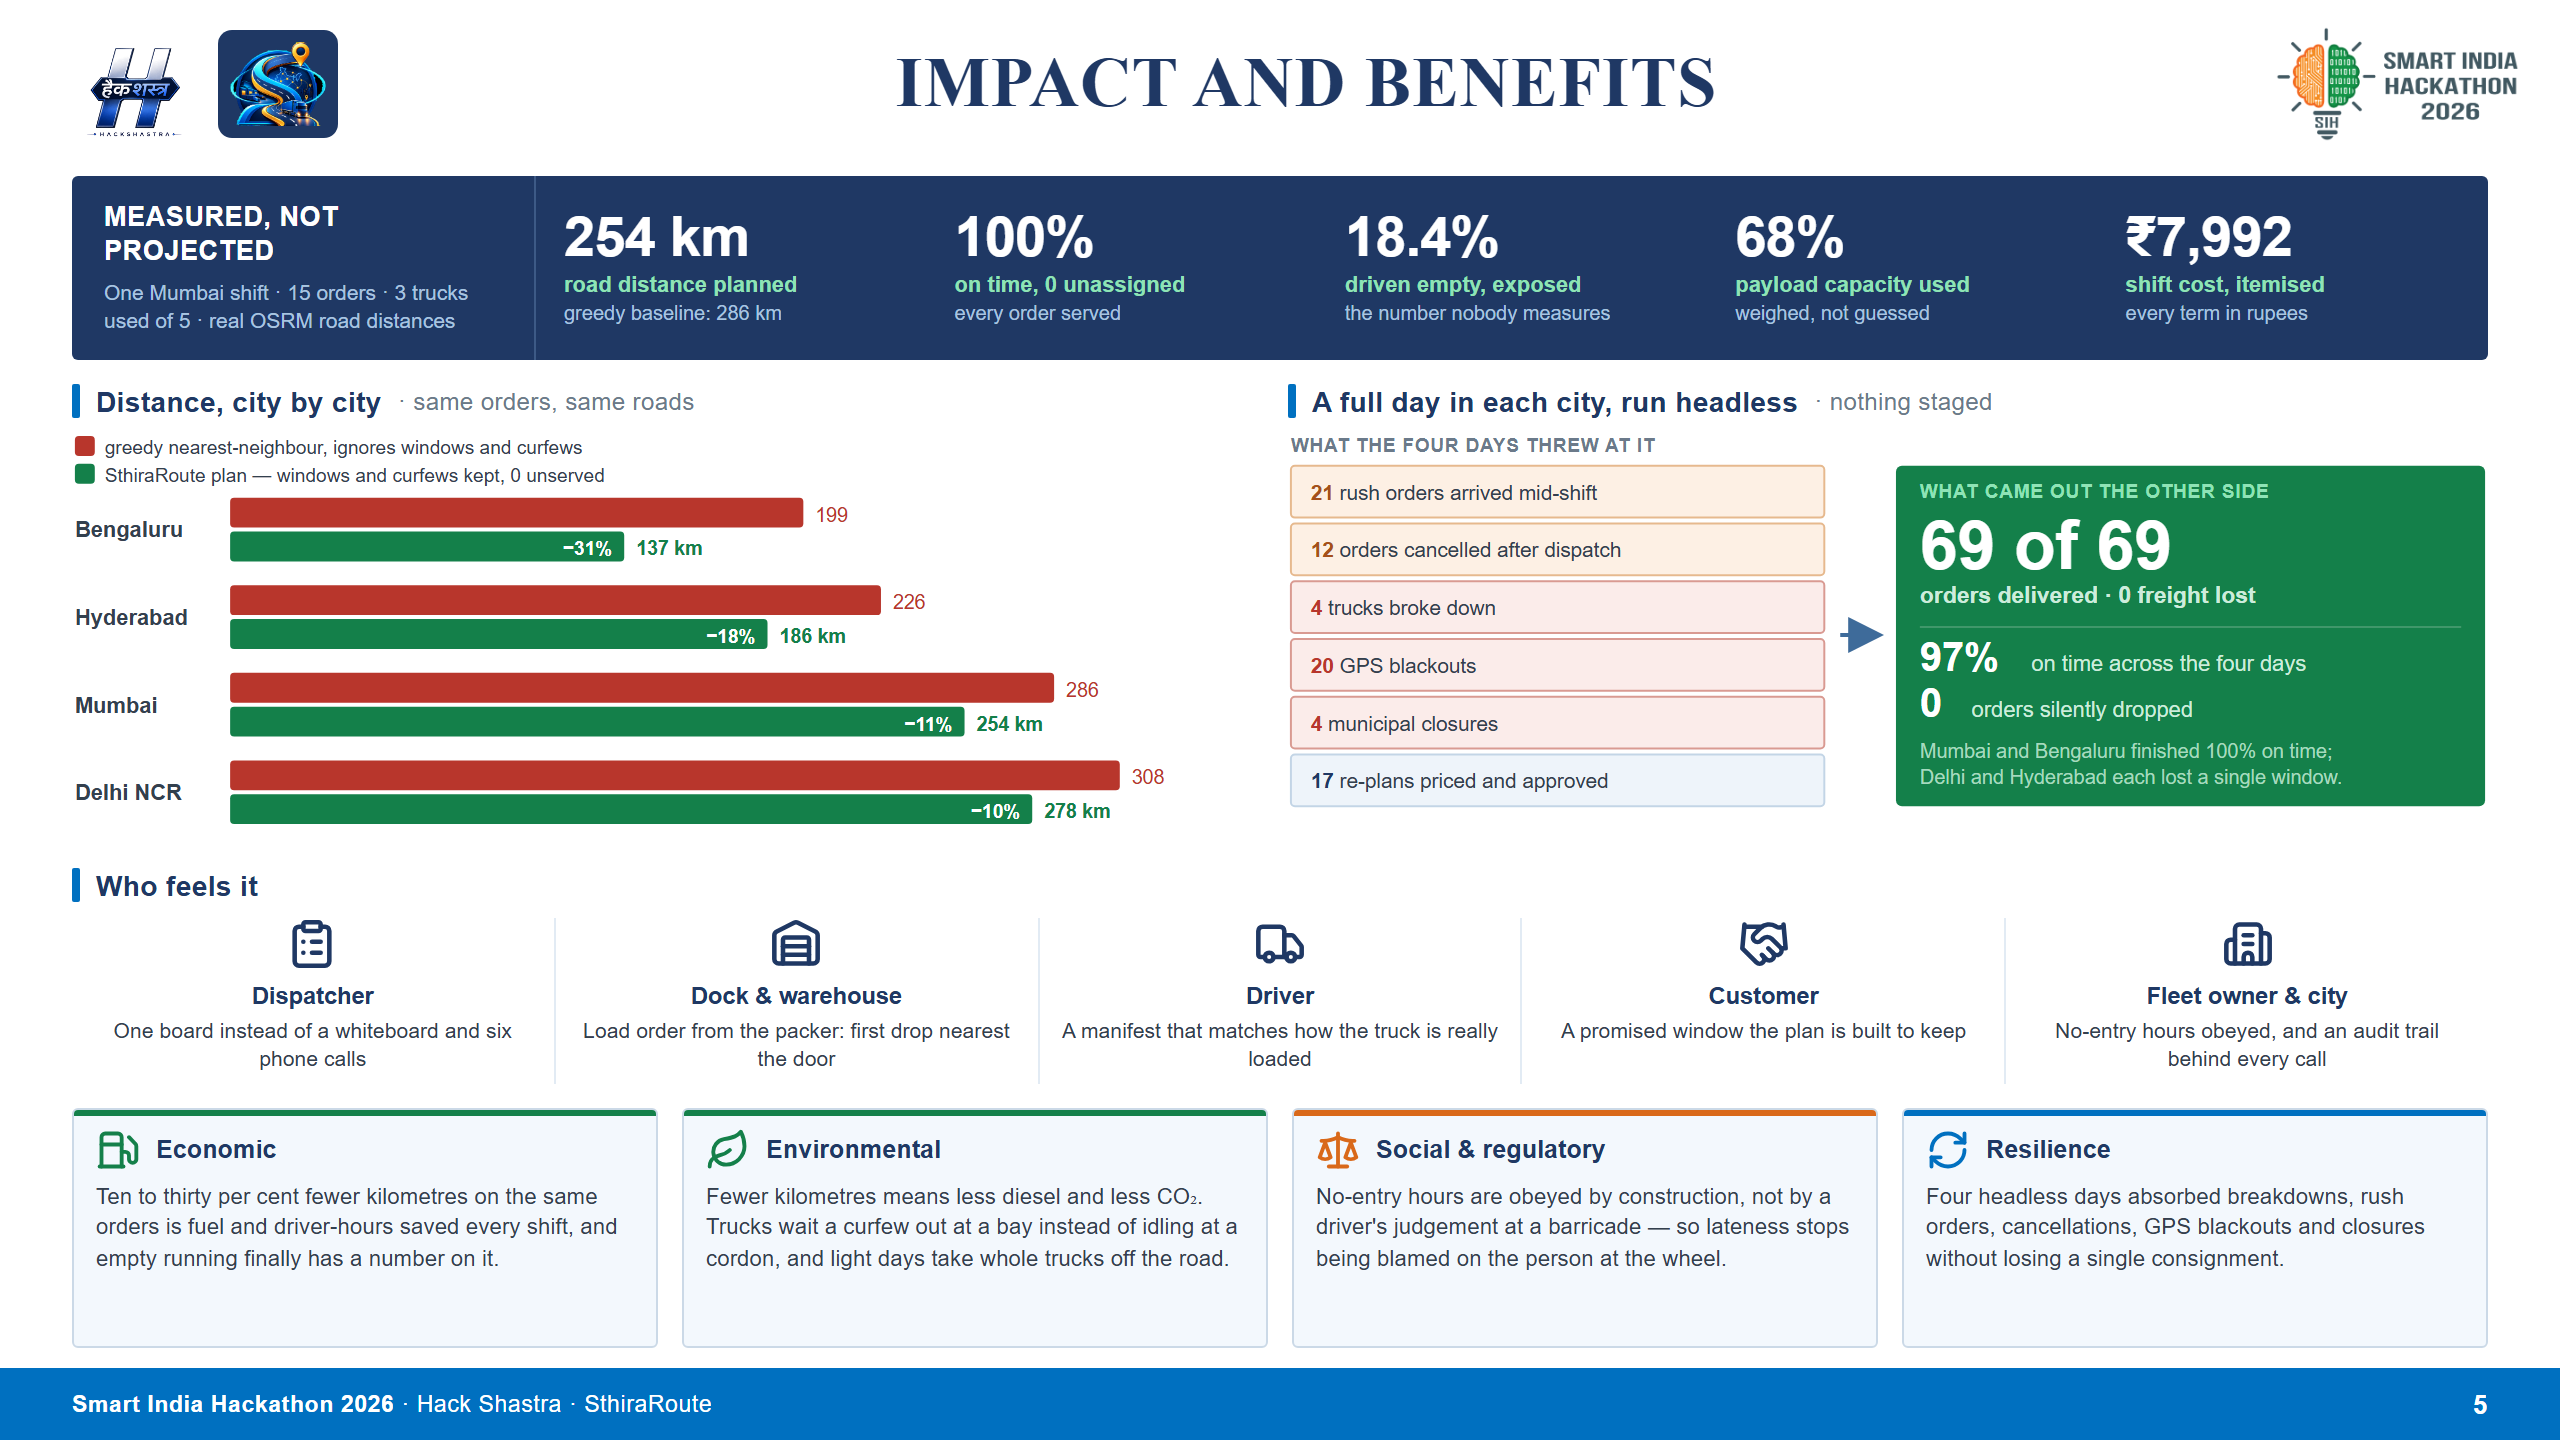 हैकशस्त्र
HACKSHASTRA
IMPACT AND BENEFITS
SIH
SMART INDIA
HACKATHON
2026
MEASURED, NOT
PROJECTED
One Mumbai shift · 15 orders · 3 trucks
used of 5 · real OSRM road distances
254 km
road distance planned
greedy baseline: 286 km
100%
on time, 0 unassigned
every order served
18.4%
driven empty, exposed
the number nobody measures
68%
payload capacity used
weighed, not guessed
₹7,992
shift cost, itemised
every term in rupees
Distance, city by city · same orders, same roads
greedy nearest-neighbour, ignores windows and curfews
SthiraRoute plan — windows and curfews kept, 0 unserved
Bengaluru
199
−31% 137 km
Hyderabad
226
−18% 186 km
Mumbai
286
−11% 254 km
Delhi NCR
308
−10% 278 km
A full day in each city, run headless · nothing staged
WHAT THE FOUR DAYS THREW AT IT
21 rush orders arrived mid-shift
12 orders cancelled after dispatch
4 trucks broke down
20 GPS blackouts
4 municipal closures
17 re-plans priced and approved
WHAT CAME OUT THE OTHER SIDE
69 of 69
orders delivered · 0 freight lost
97% on time across the four days
0 orders silently dropped
Mumbai and Bengaluru finished 100% on time;
Delhi and Hyderabad each lost a single window.
Who feels it
Dispatcher
One board instead of a whiteboard and six
phone calls
Dock & warehouse
Load order from the packer: first drop nearest
the door
Driver
A manifest that matches how the truck is really
loaded
Customer
A promised window the plan is built to keep
Fleet owner & city
No-entry hours obeyed, and an audit trail
behind every call
Economic
Ten to thirty per cent fewer kilometres on the same
orders is fuel and driver-hours saved every shift, and
empty running finally has a number on it.
Environmental
Fewer kilometres means less diesel and less CO₂.
Trucks wait a curfew out at a bay instead of idling at a
cordon, and light days take whole trucks off the road.
Social & regulatory
No-entry hours are obeyed by construction, not by a
driver's judgement at a barricade — so lateness stops
being blamed on the person at the wheel.
Resilience
Four headless days absorbed breakdowns, rush
orders, cancellations, GPS blackouts and closures
without losing a single consignment.
Smart India Hackathon 2026 · Hack Shastra · SthiraRoute
5